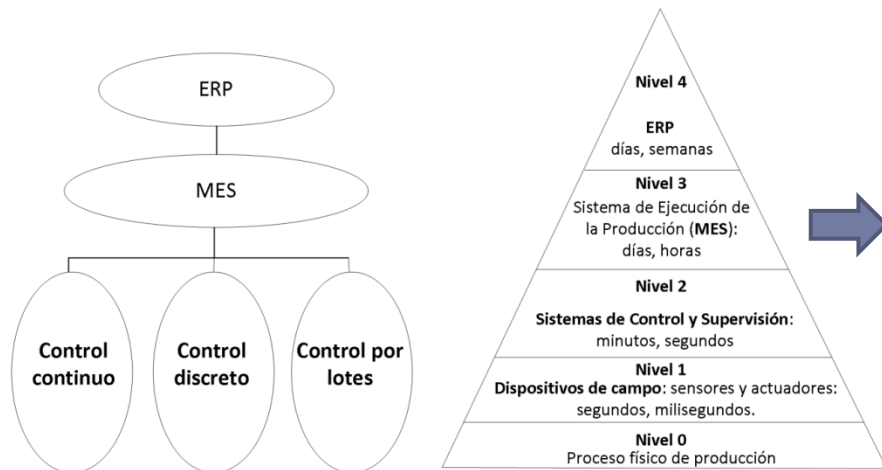 ERP
MES
Control
continuo
Control
discreto
Control por
lotes
Nivel 4
ERP
días, semanas
Nivel 3
Sistema de Ejecución de
la Producción (MES):
días, horas
Nivel 2
Sistemas de Control y Supervisión:
minutos, segundos
Nivel 1
Dispositivos de campo: sensores y actuadores:
segundos, milisegundos.
Nivel 0
Proceso físico de producción